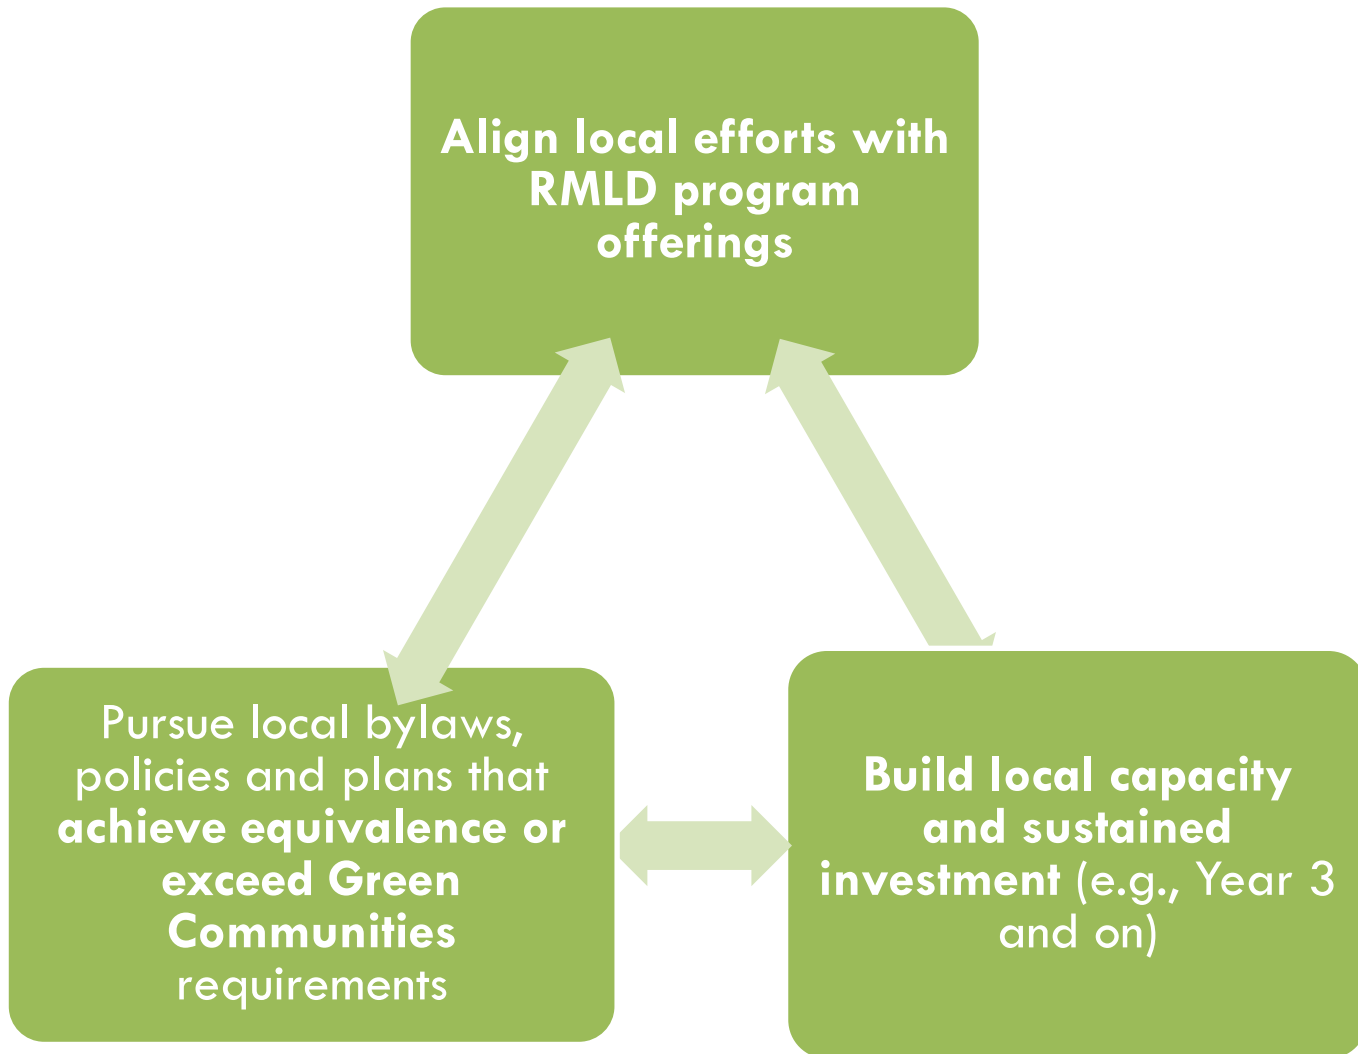 Align local efforts with
RMLD program
offerings
Pursue local bylaws,
policies and plans that
achieve equivalence or
exceed Green
Communities
requirements
Build local capacity
and sustained
investment (e.g., Year 3
and on)